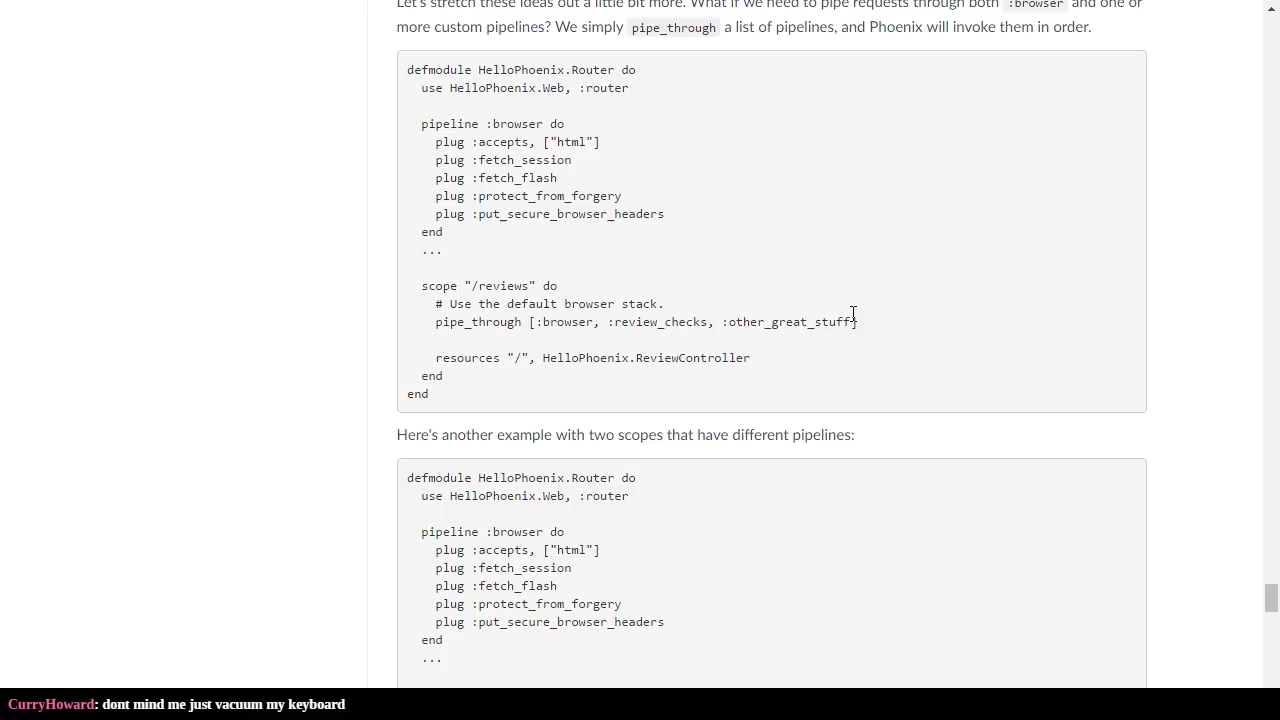 Let's stretch these ideas out a little bit more. What if we need to pipe requests through both :browser and one or
more custom pipelines? We simply pipe_through a list of pipelines, and Phoenix will invoke them in order.
defmodule HelloPhoenix.Router do
  use HelloPhoenix.Web, :router

  pipeline :browser do
    plug :accepts, ["html"]
    plug :fetch_session
    plug :fetch_flash
    plug :protect_from_forgery
    plug :put_secure_browser_headers
  end
  ...

  scope "/reviews" do
    # Use the default browser stack.
    pipe_through [:browser, :review_checks, :other_great_stuff]

    resources "/", HelloPhoenix.ReviewController
  end
end
Here's another example with two scopes that have different pipelines:
defmodule HelloPhoenix.Router do
  use HelloPhoenix.Web, :router

  pipeline :browser do
    plug :accepts, ["html"]
    plug :fetch_session
    plug :fetch_flash
    plug :protect_from_forgery
    plug :put_secure_browser_headers
  end
  ...
CurryHoward: dont mind me just vacuum my keyboard